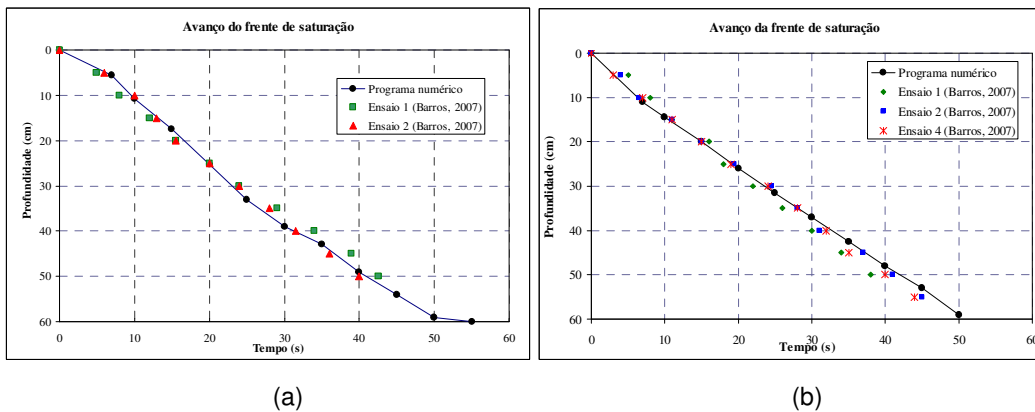 Avanço do frente de saturação
0
10
20
30
40
50
60
Profundidade (cm)
0 10 20 30 40 50 60
Tempo (s)
Programa numérico
Ensaio 1 (Barros, 2007)
Ensaio 2 (Barros, 2007)
(a)
Avanço da frente de saturação
0
10
20
30
40
50
60
Profundidade (cm)
0 10 20 30 40 50 60
Tempo (s)
Programa numérico
Ensaio 1 (Barros, 2007)
Ensaio 2 (Barros, 2007)
Ensaio 4 (Barros, 2007)
(b)